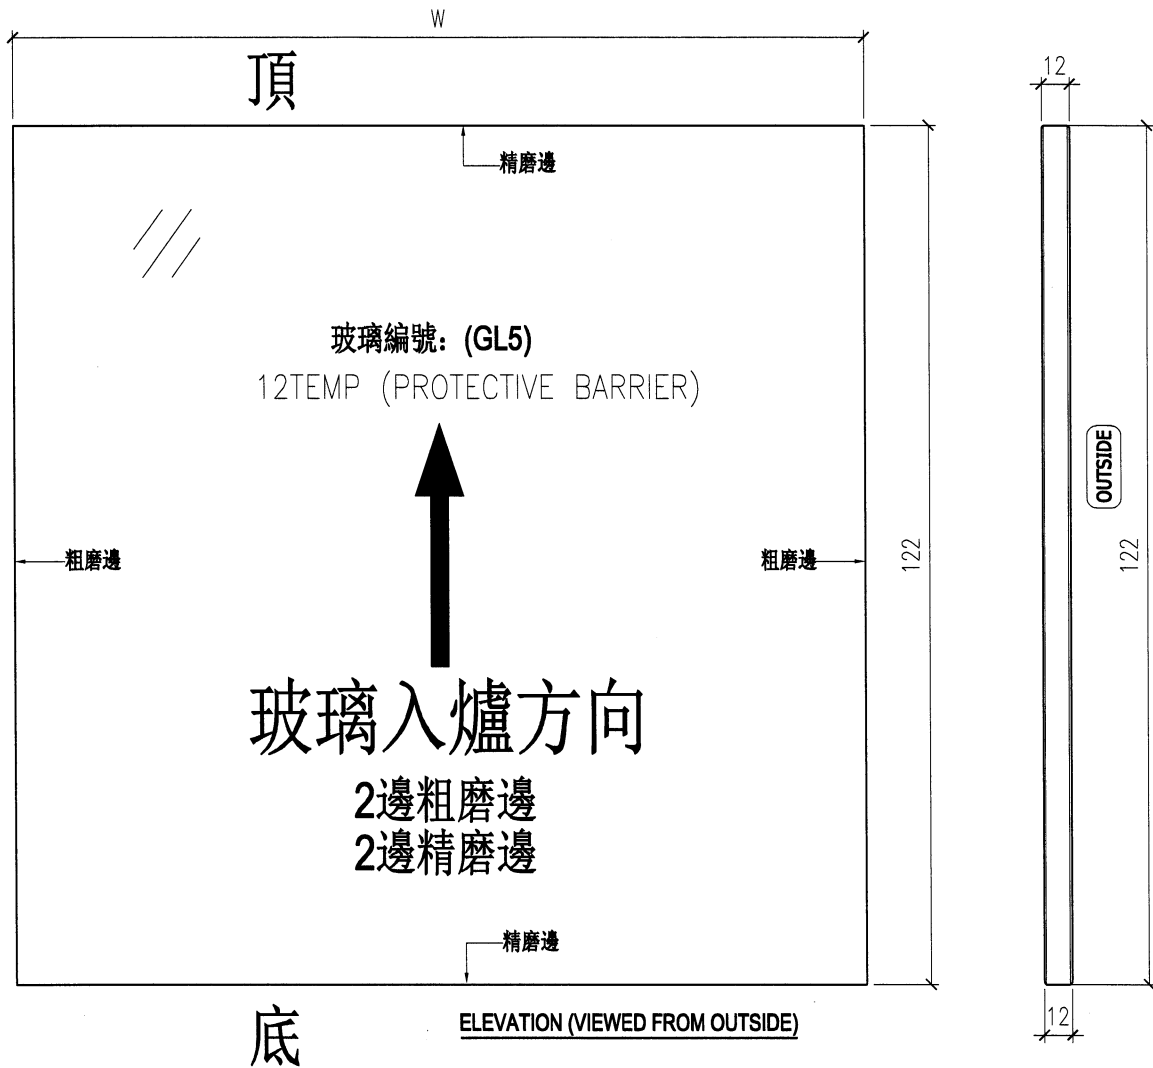 W
頂
12
精磨邊
玻璃編號: (GL5)
12TEMP (PROTECTIVE BARRIER)
OUTSIDE
粗磨邊
粗磨邊
122
122
玻璃入爐方向
2邊粗磨邊
2邊精磨邊
精磨邊
底
ELEVATION (VIEWED FROM OUTSIDE)
12